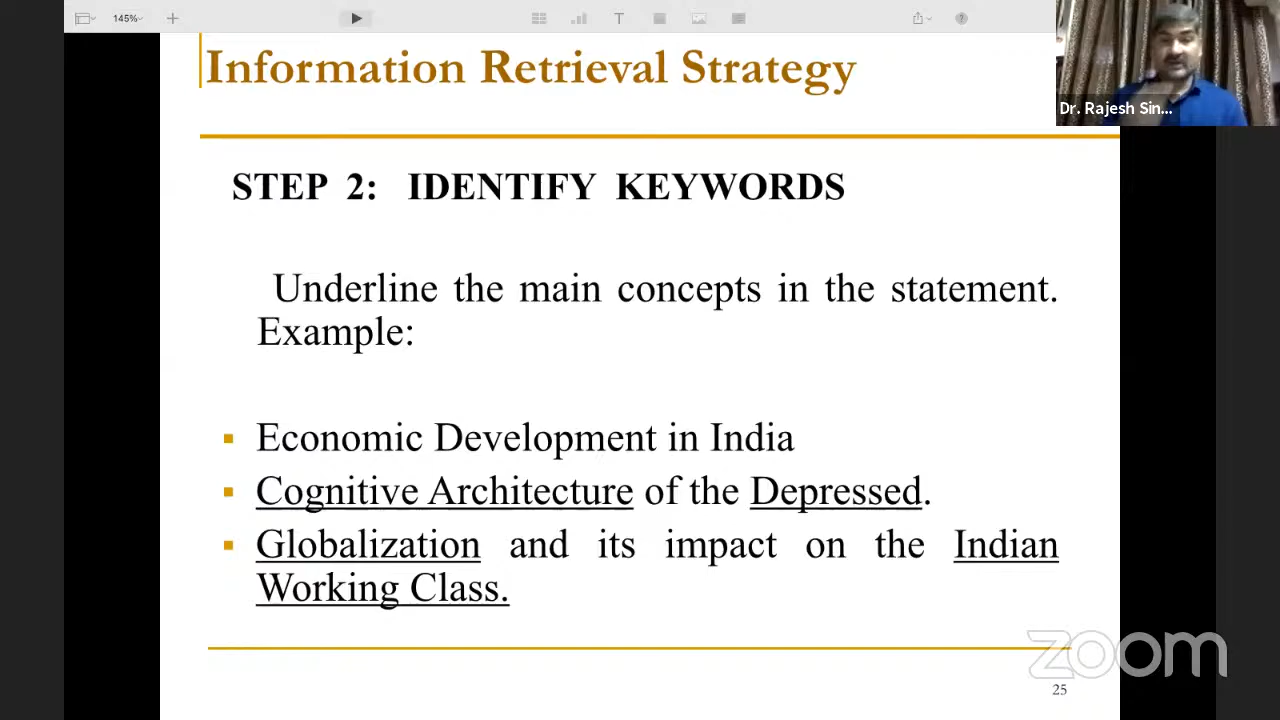 145%
Information Retrieval Strategy
Dr. Rajesh Sin...
STEP 2: IDENTIFY KEYWORDS
Underline the main concepts in the statement.
Example:
Economic Development in India
Cognitive Architecture of the Depressed.
Globalization and its impact on the Indian
Working Class.
zoom
25